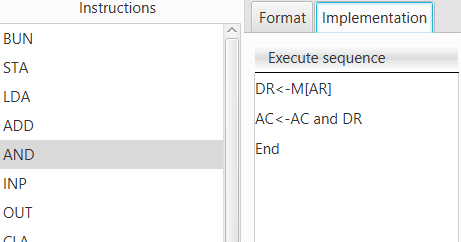 Instructions
BUN
STA
LDA
ADD
AND
INP
OUT
CLA
Format
Implementation
Execute sequence
DR<-M[AR]
AC<-AC and DR
End